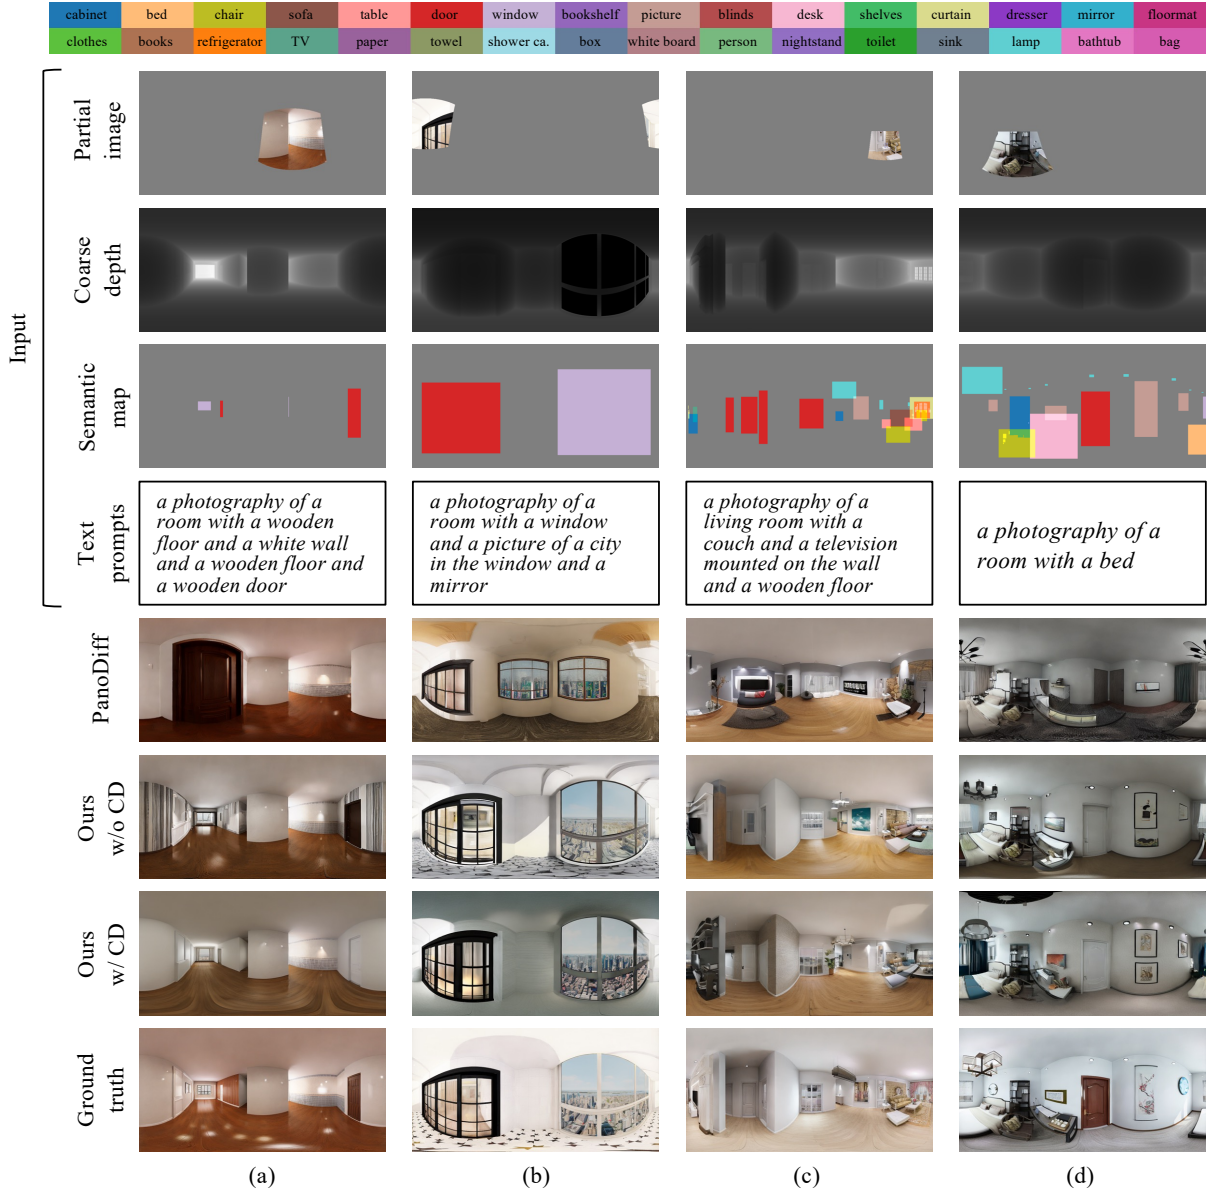 cabinet bed chair sofa table door window bookshelf picture blinds desk shelves curtain dresser mirror floormat
clothes books refrigerator TV paper towel shower ca. box white board person nightstand toilet sink lamp bathtub bag
Input
Partial
image
Coarse
depth
Semantic
map
Text
prompts
a photography of a
room with a wooden
floor and a white wall
and a wooden floor and
a wooden door
a photography of a
room with a window
and a picture of a city
in the window and a
mirror
a photography of a
living room with a
couch and a television
mounted on the wall
and a wooden floor
a photography of a
room with a bed
PanoDiff
Ours
w/o CD
Ours
w/ CD
Ground
truth
(a) (b) (c) (d)